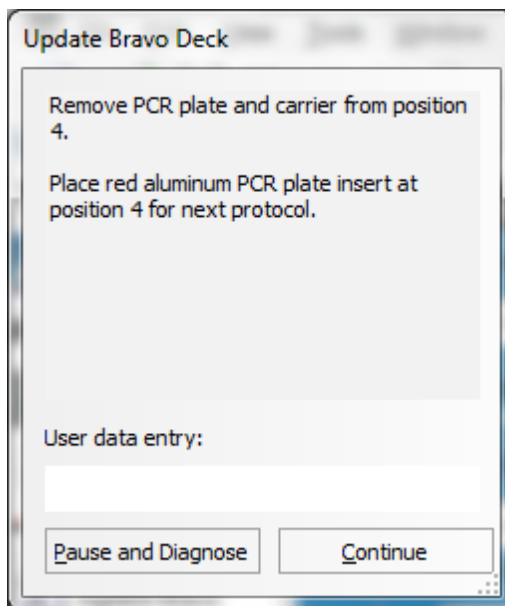 Update Bravo Deck
Remove PCR plate and carrier from position
4.
Place red aluminum PCR plate insert at
position 4 for next protocol.
User data entry:
Pause and Diagnose
Continue